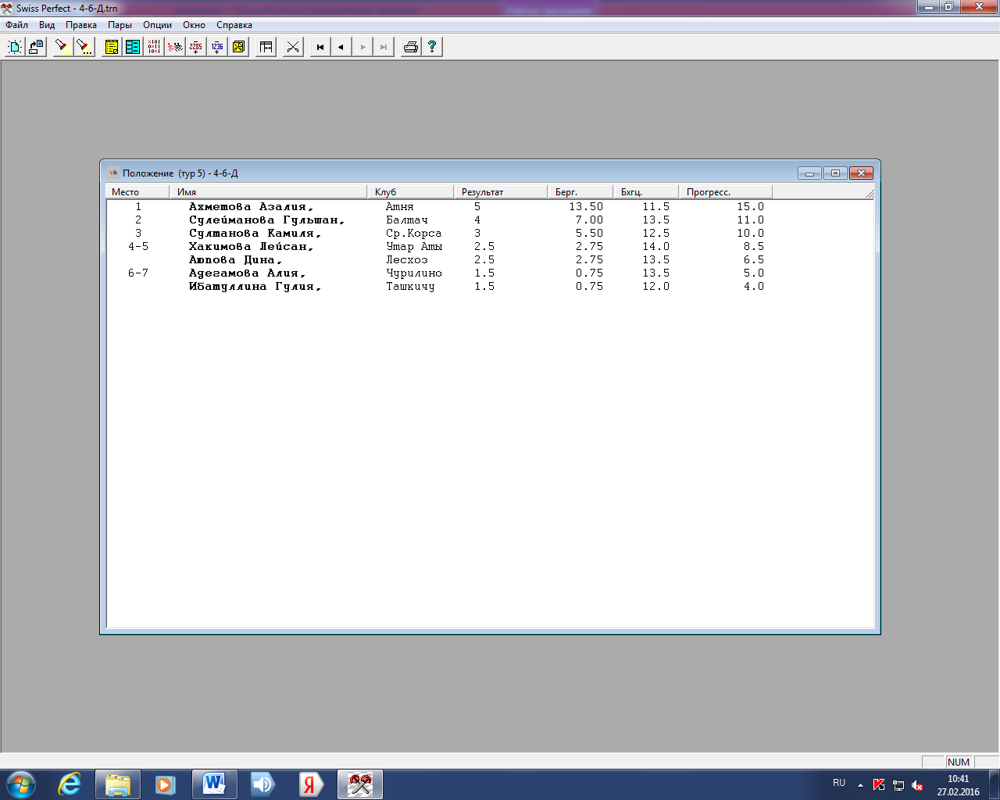 Swiss Perfect - 4-6-Д.trn
Файл Вид Правка Пары Опции Окно Справка
Положение (тур 5) - 4-6-Д
Место Имя Клуб Результат Берг. Бхгц. Прогресс.
1 Ахметова Азалия, Атня 5 13.50 11.5 15.0
2 Сулейманова Гульшан, Балтач 4 7.00 13.5 11.0
3 Султанова Камиля, Ср.Корса 3 5.50 12.5 10.0
4-5 Хакимова Лейсан, Утар Аты 2.5 2.75 14.0 8.5
Аюпова Дина, Лесхоз 2.5 2.75 13.5 6.5
6-7 Адегамова Алия, Чурилино 1.5 0.75 13.5 5.0
Ибатуллина Гулия, Ташкичу 1.5 0.75 12.0 4.0
NUM
RU
10:41
27.02.2016